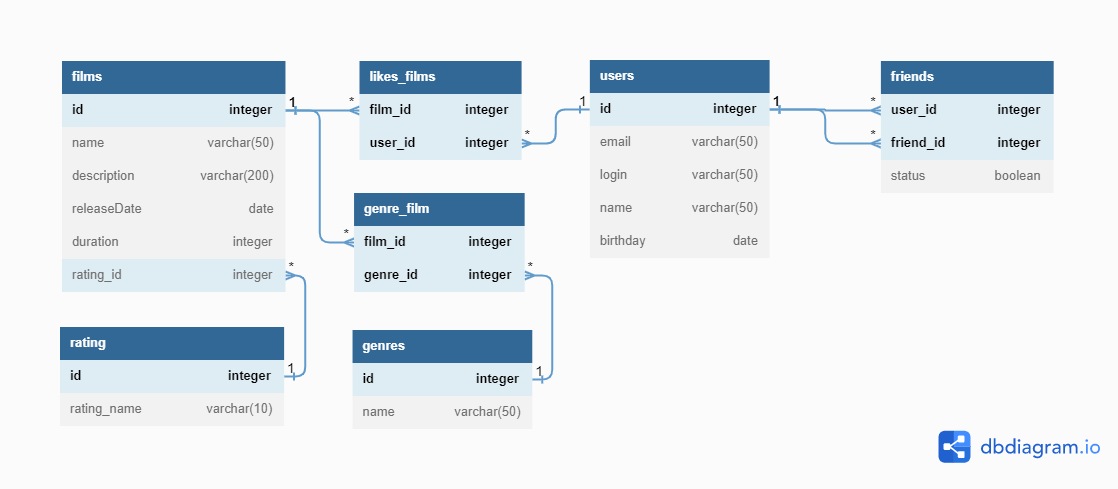 films
id integer
name varchar(50)
description varchar(200)
releaseDate date
duration integer
rating_id integer
1
*
*
likes_films
film_id integer
user_id integer
*
*
1
users
id integer
email varchar(50)
login varchar(50)
name varchar(50)
birthday date
1
*
*
friends
user_id integer
friend_id integer
status boolean
genre_film
film_id integer
genre_id integer
*
rating
id integer
rating_name varchar(10)
1
genres
id integer
name varchar(50)
1
dbdiagram.io